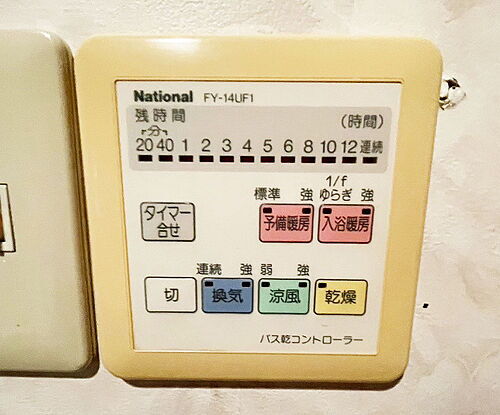 National FY-14UF1
残時間 (時間)
分
20 40 1 2 3 4 5 6 8 10 12 連続
1/f
標準 強 ゆらぎ 強
タイマー
合せ
予備暖房 入浴暖房
連続 強 弱 強
切 換気 涼風 乾燥
バス乾コントローラー